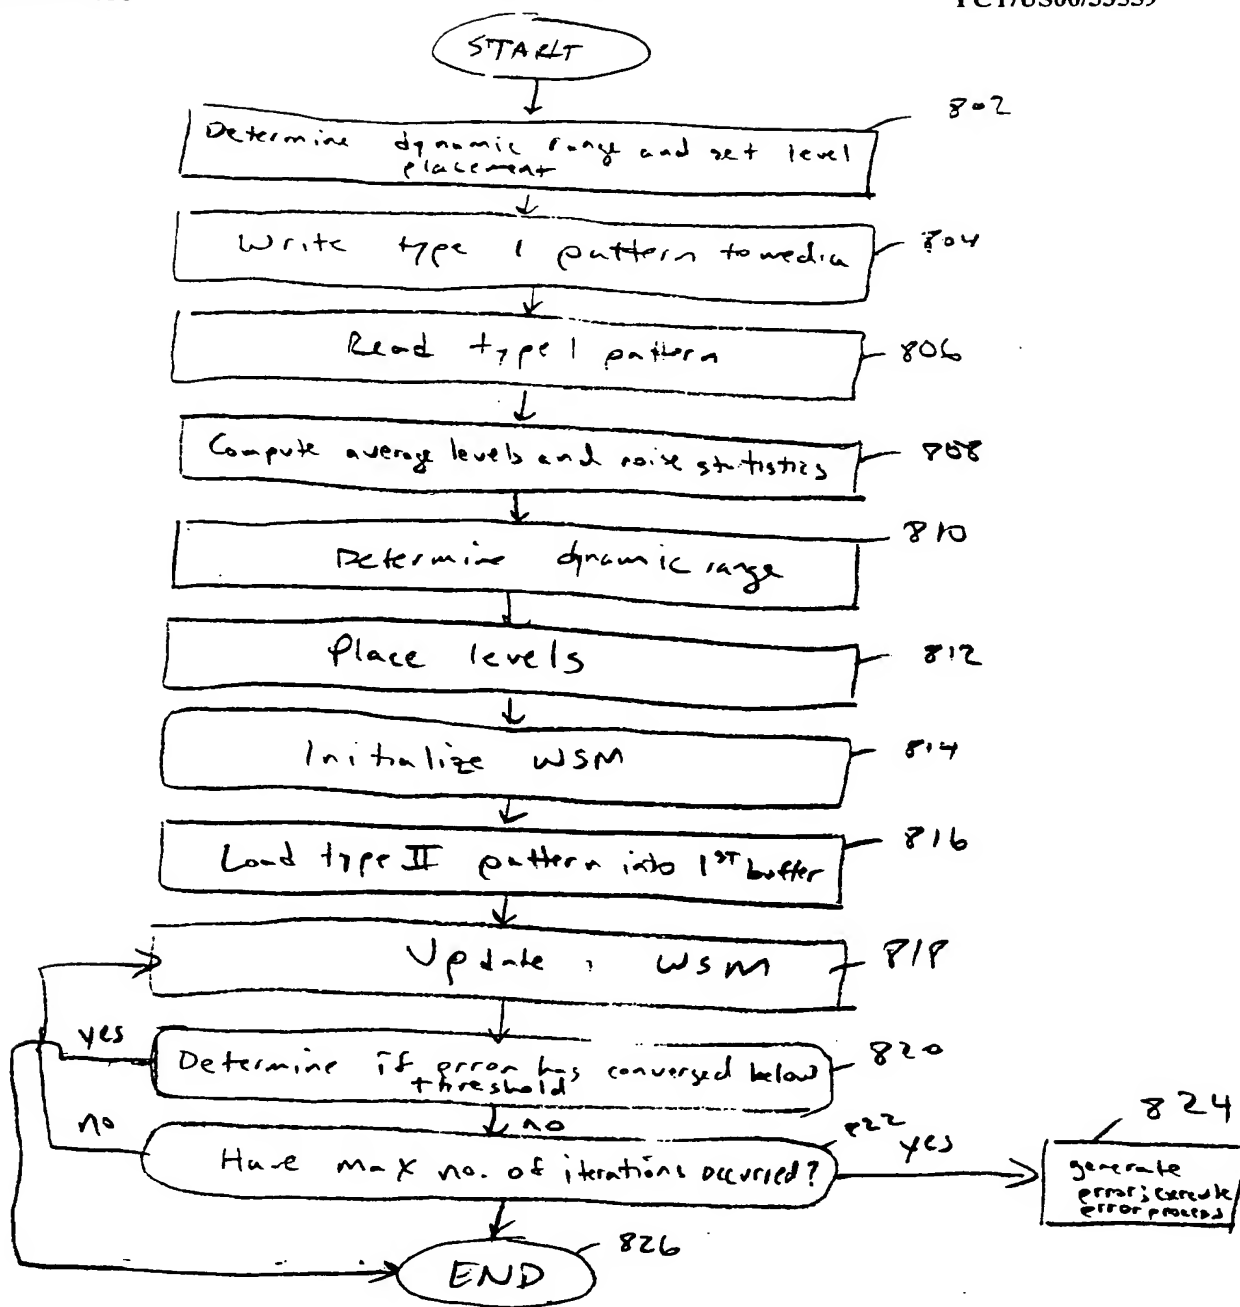 START
802
Determine dynamic range and set level
placement
Write type 1 pattern to media
804
Read type 1 pattern
806
Compute average levels and noise statistics
808
810
Determine dynamic range
Place levels
812
Initialize WSM
814
Load type II pattern into 1ST buffer
816
Update WSM
818
yes
Determine if error has converged below
threshold
820
no
no
822
yes
824
Have max no. of iterations occurred?
generate
error; execute
error process
826
END